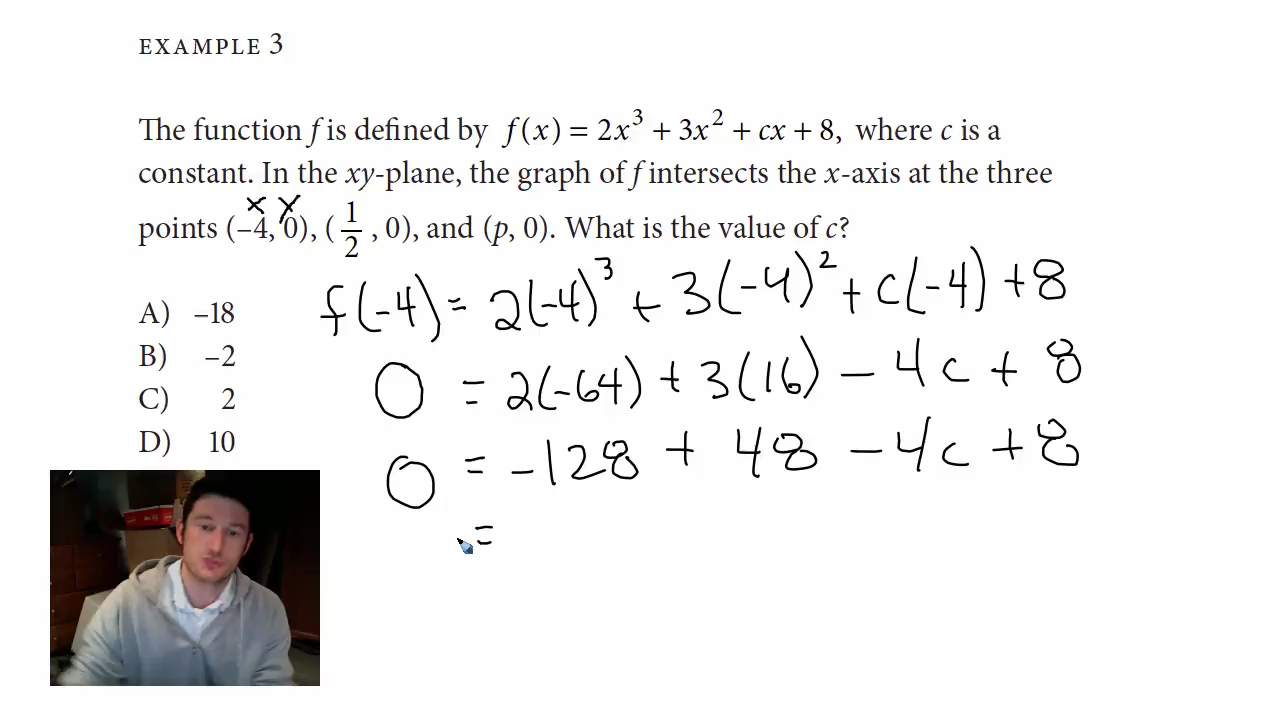 EXAMPLE 3
The function f is defined by f(x) = 2x³ + 3x² + cx + 8, where c is a
constant. In the xy-plane, the graph of f intersects the x-axis at the three
x y
points (–4, 0), (1/2, 0), and (p, 0). What is the value of c?
f(-4) = 2(-4)³ + 3(-4)² + c(-4) + 8
A) –18
0 = 2(-64) + 3(16) - 4c + 8
B) –2
C) 2
D) 10
0 = -128 + 48 - 4c + 8
=